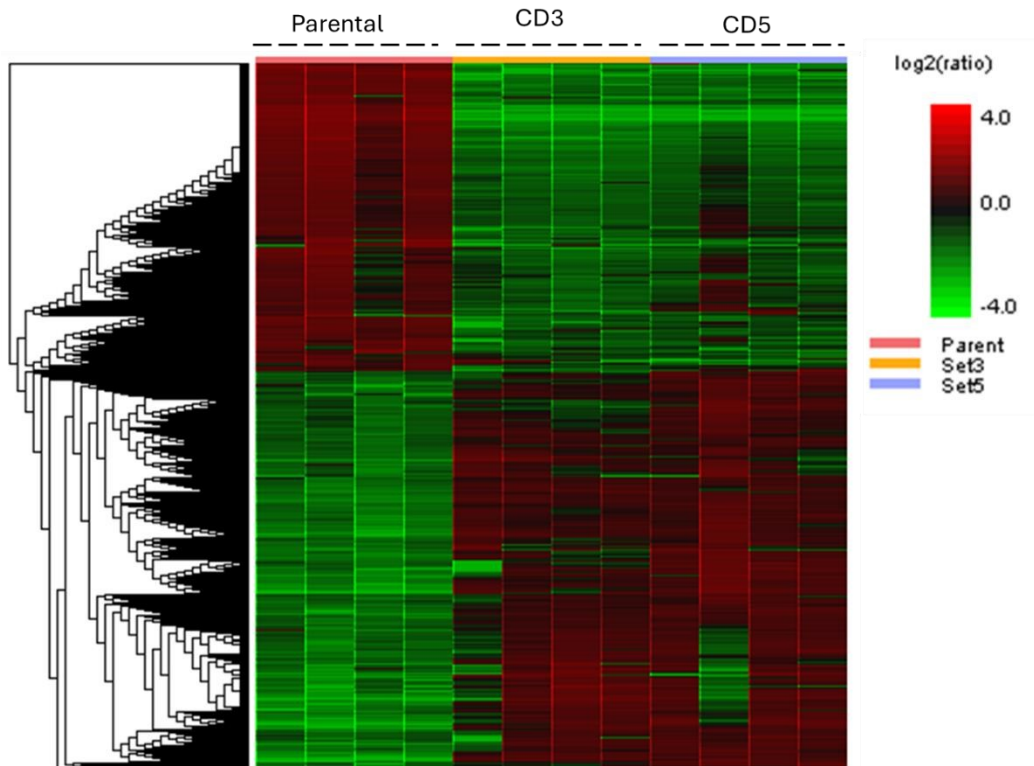 Parental
CD3
CD5
log2(ratio)
4.0
0.0
-4.0
Parent
Set3
Set5